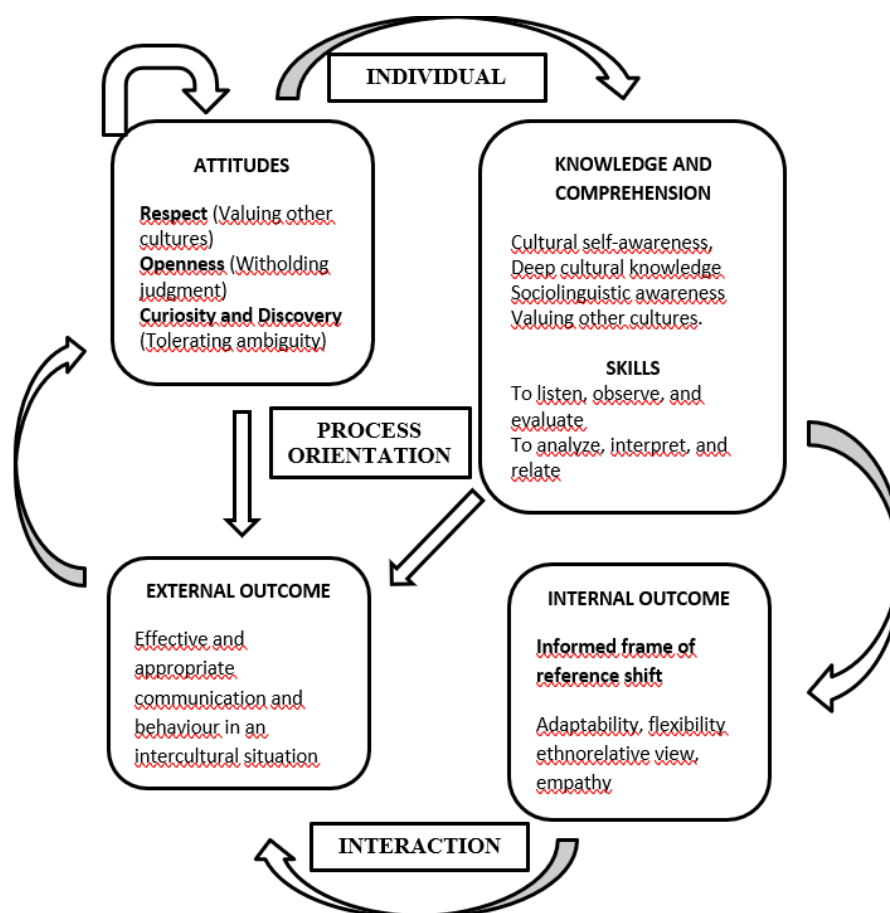 INDIVIDUAL
ATTITUDES
Respect (Valuing other
cultures)
Openness (Witholding
judgment)
Curiosity and Discovery
(Tolerating ambiguity)
KNOWLEDGE AND
COMPREHENSION
Cultural self-awareness,
Deep cultural knowledge
Sociolinguistic awareness
Valuing other cultures.
SKILLS
To listen, observe, and
evaluate
To analyze, interpret, and
relate
PROCESS
ORIENTATION
EXTERNAL OUTCOME
Effective and
appropriate
communication and
behaviour in an
intercultural situation
INTERNAL OUTCOME
Informed frame of
reference shift
Adaptability, flexibility
ethnorelative view,
empathy
INTERACTION